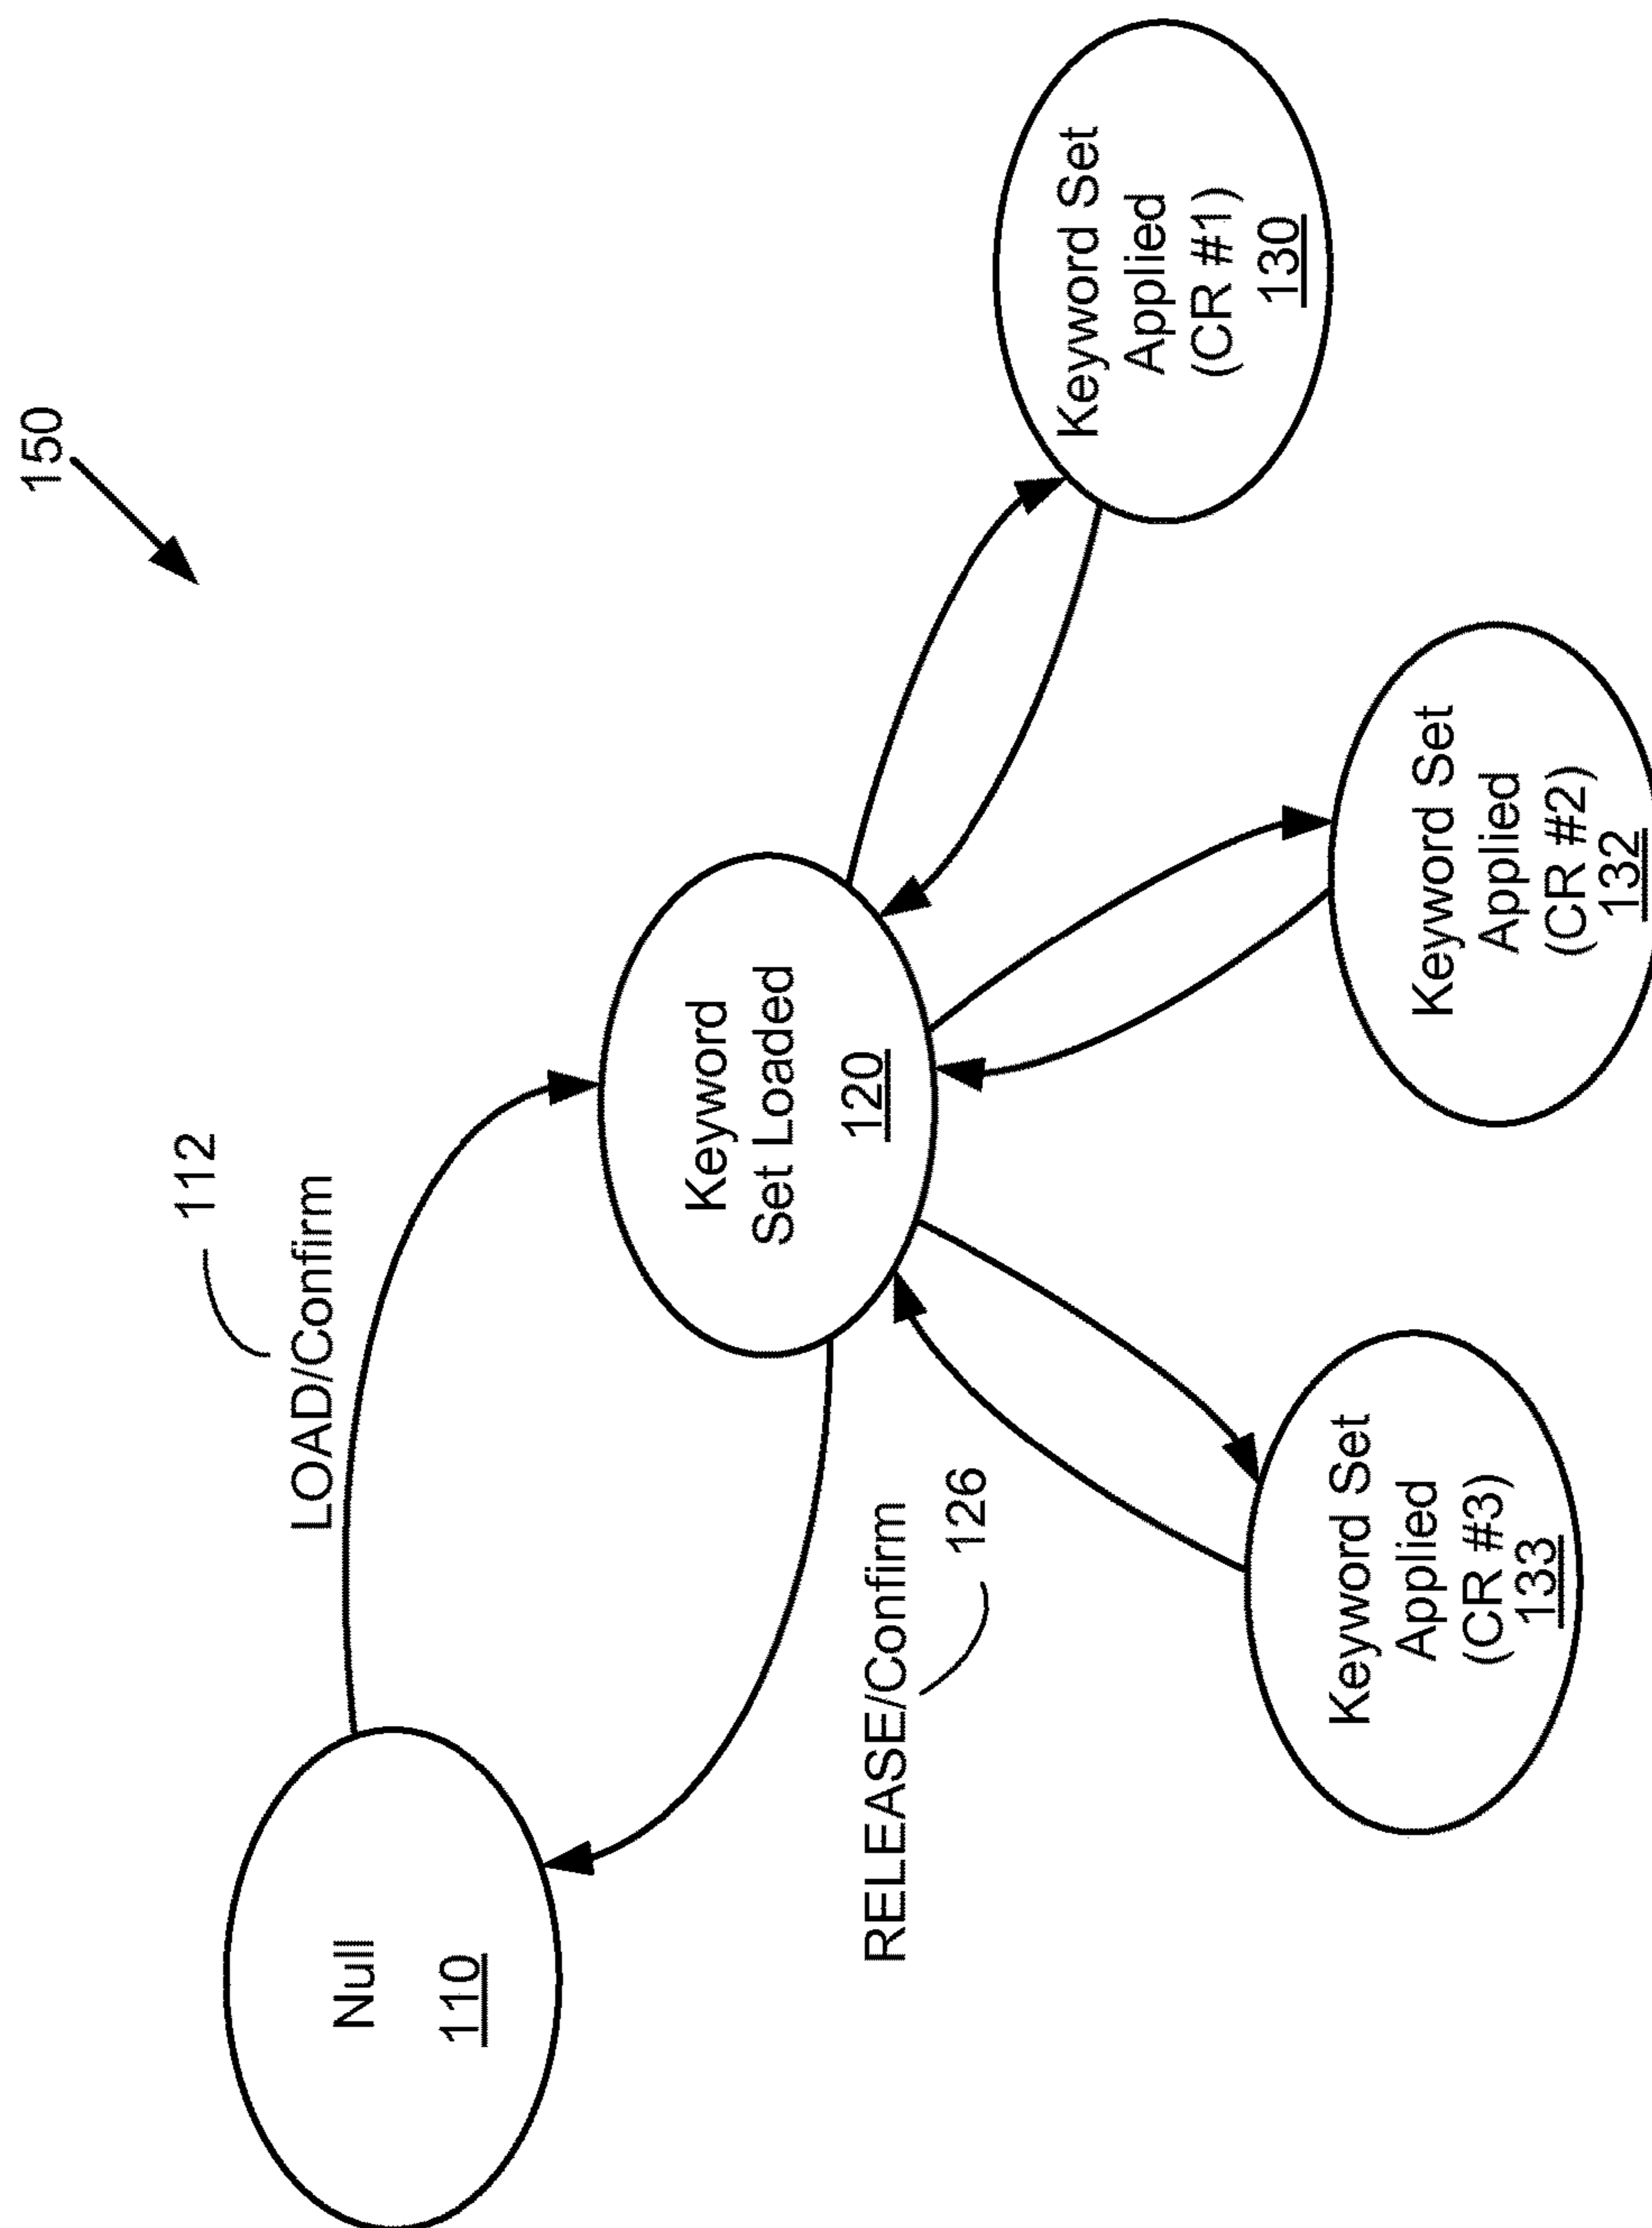 150
112
LOAD/Confirm
Null
110
Keyword
Set Loaded
120
RELEASE/Confirm
126
Keyword Set
Applied
(CR #1)
130
Keyword Set
Applied
(CR #2)
132
Keyword Set
Applied
(CR #3)
133